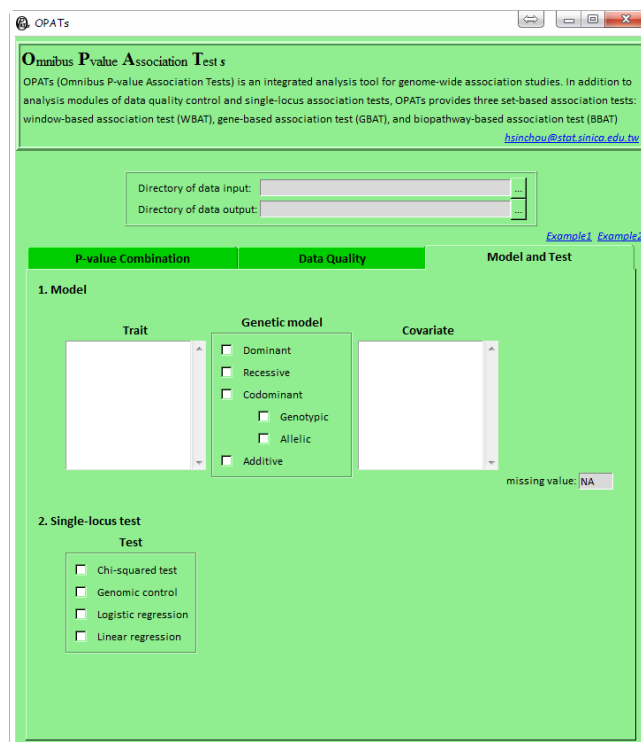 OPATs
Omnibus Pvalue Association Test s
OPATs (Omnibus P-value Association Tests) is an integrated analysis tool for genome-wide association studies. In addition to
analysis modules of data quality control and single-locus association tests, OPATs provides three set-based association tests:
window-based association test (WBAT), gene-based association test (GBAT), and biopathway-based association test (BBAT)
hsinchou@stat.sinica.edu.tw
Directory of data input: ...
Directory of data output: ...
Example1 Example2
P-value Combination Data Quality Model and Test
1. Model
Trait Genetic model Covariate
Dominant
Recessive
Codominant
Genotypic
Allelic
Additive
missing value: NA
2. Single-locus test
Test
Chi-squared test
Genomic control
Logistic regression
Linear regression